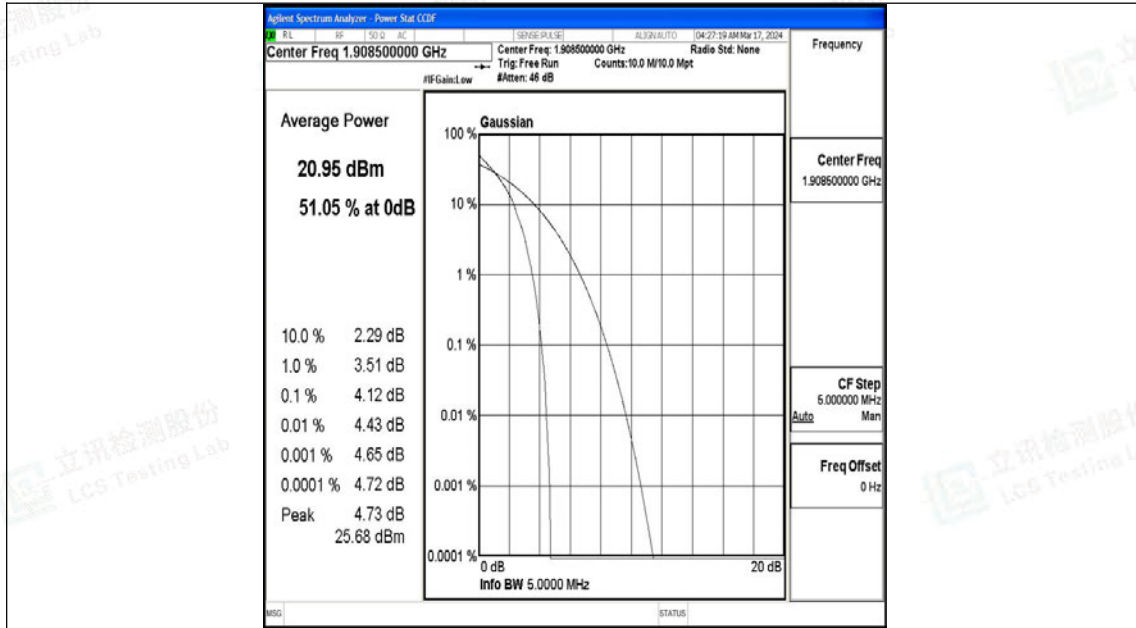 Agilent Spectrum Analyzer - Power Stat CCDF
RL RF 50 Ω AC SENSE:PULSE ALIGNAUTO 04:27:19 AM Mar 17, 2024
Center Freq 1.908500000 GHz
Center Freq: 1.908500000 GHz Radio Std: None
Trig: Free Run Counts:10.0 M/10.0 Mpt
#IFGain:Low #Atten: 46 dB
Frequency
Average Power
20.95 dBm
51.05 % at 0dB
10.0 % 2.29 dB
1.0 % 3.51 dB
0.1 % 4.12 dB
0.01 % 4.43 dB
0.001 % 4.65 dB
0.0001 % 4.72 dB
Peak 4.73 dB
25.68 dBm
Gaussian
100 %
10 %
1 %
0.1 %
0.01 %
0.001 %
0.0001 %
0 dB 20 dB
Info BW 5.0000 MHz
Center Freq
1.908500000 GHz
CF Step
5.000000 MHz
Auto Man
Freq Offset
0 Hz
MSG STATUS
立讯检测股份
LCS Testing Lab
立讯检测股份
LCS Testing Lab